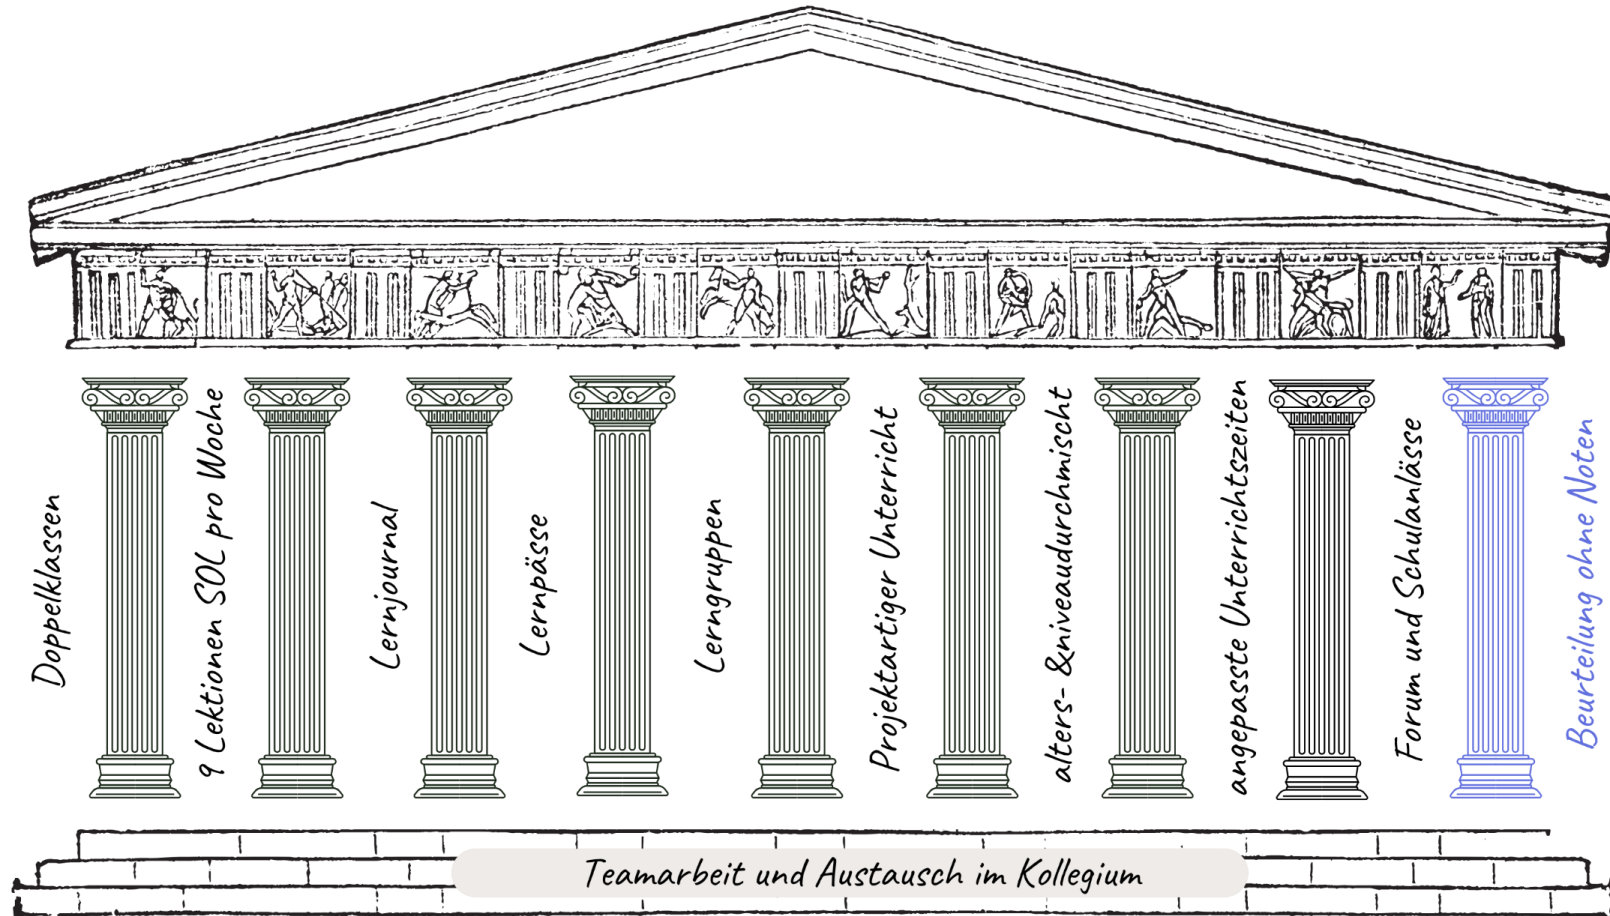 Doppelklassen
9 Lektionen SOL pro Woche
Lernjournal
Lernpässe
Lerngruppen
Projektartiger Unterricht
alters- &niveaudurchmischt
angepasste Unterrichtszeiten
Forum und Schulanlässe
Beurteilung ohne Noten
Teamarbeit und Austausch im Kollegium